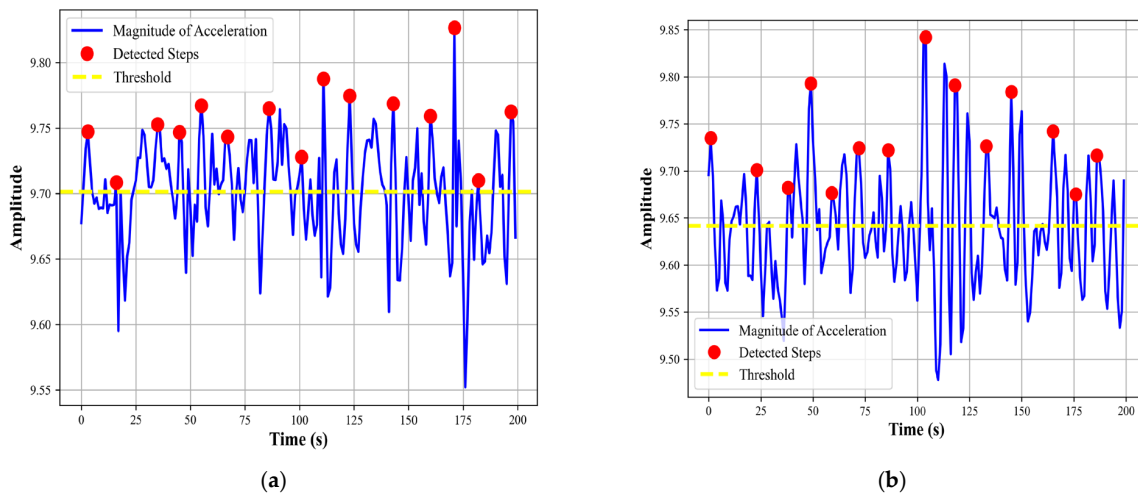 Magnitude of Acceleration
Detected Steps
Threshold
9.80
9.75
9.70
9.65
9.60
9.55
Amplitude
0
25
50
75
100
125
150
175
200
Time (s)
(a)
9.85
9.80
9.75
9.70
9.65
9.60
9.55
9.50
Amplitude
Magnitude of Acceleration
Detected Steps
Threshold
0
25
50
75
100
125
150
175
200
Time (s)
(b)